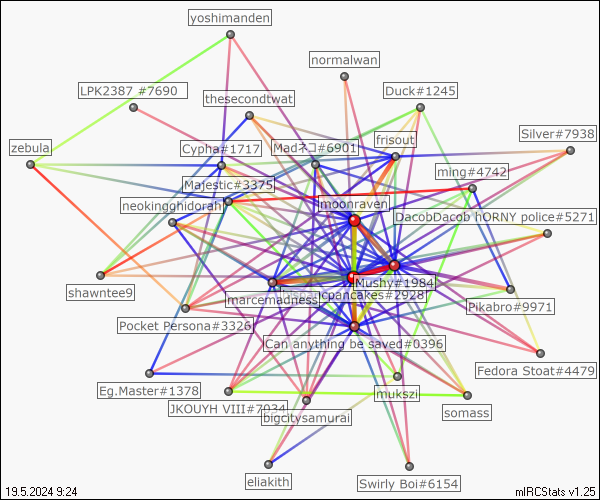 yoshimanden
normalwan
LPK2387 #7690
Duck#1245
thesecondtwat
Silver#7938
frisout
zebula
Cypha#1717
Madネコ#6901
ming#4742
Majestic#3375
neokingghidorah
moonraven
DacobDacob hORNY police#5271
shawntee9
Mushy#1984
pancakes#2928
marcemadness
Pikabro#9971
Pocket Persona#3326
Can anything be saved#0396
Fedora Stoat#4479
Eg.Master#1378
mukszi
JKOUYH VIII#7034
somass
bigcitysamurai
eliakith
Swirly Boi#6154
19.5.2024 9:24
mIRCStats v1.25